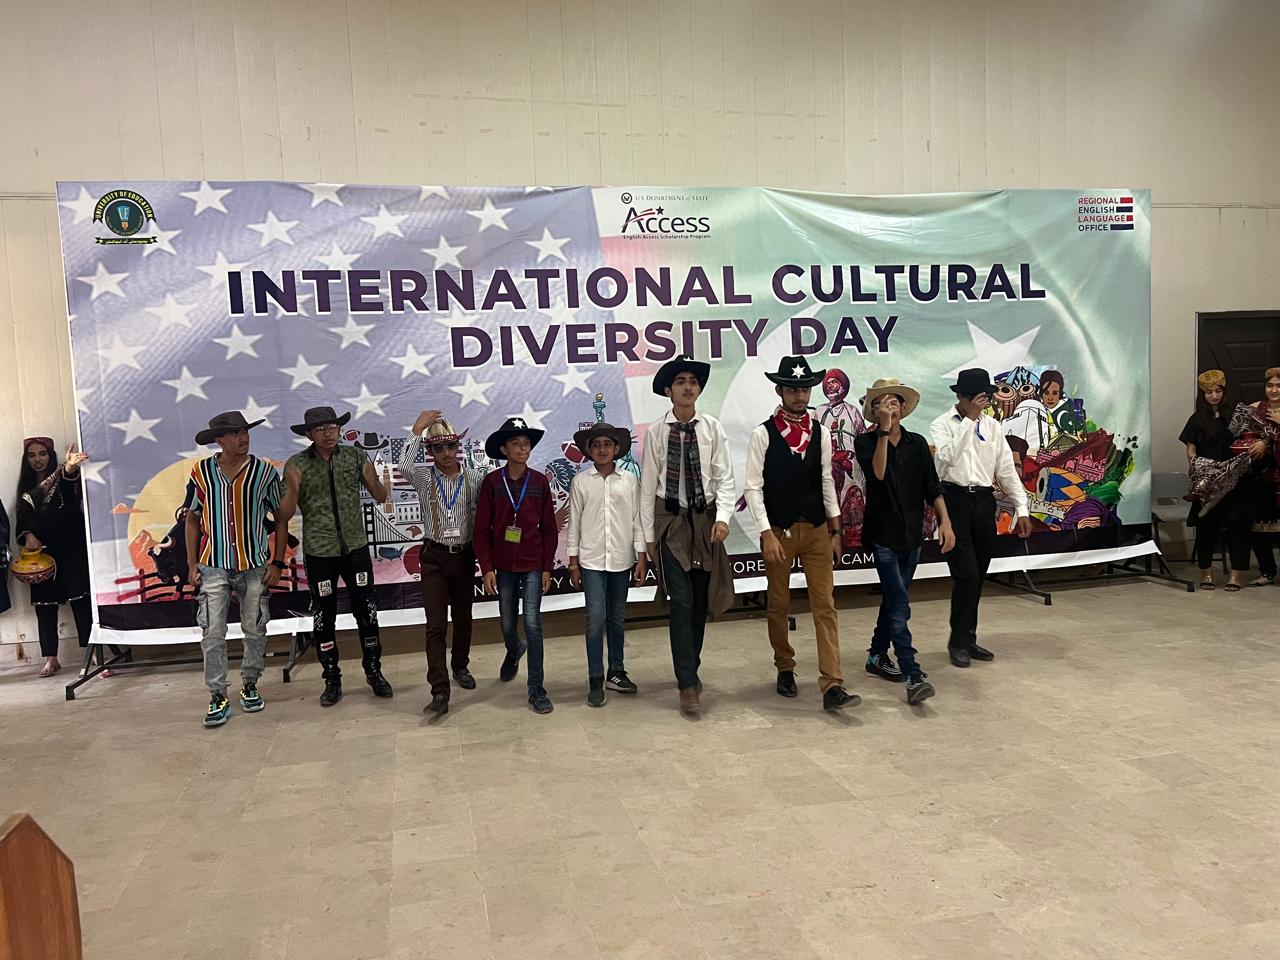 UNIVERSITY OF EDUCATION
U.S. DEPARTMENT of STATE
Access
English Access Scholarship Program
REGIONAL
ENGLISH
LANGUAGE
OFFICE
INTERNATIONAL CULTURAL
DIVERSITY DAY